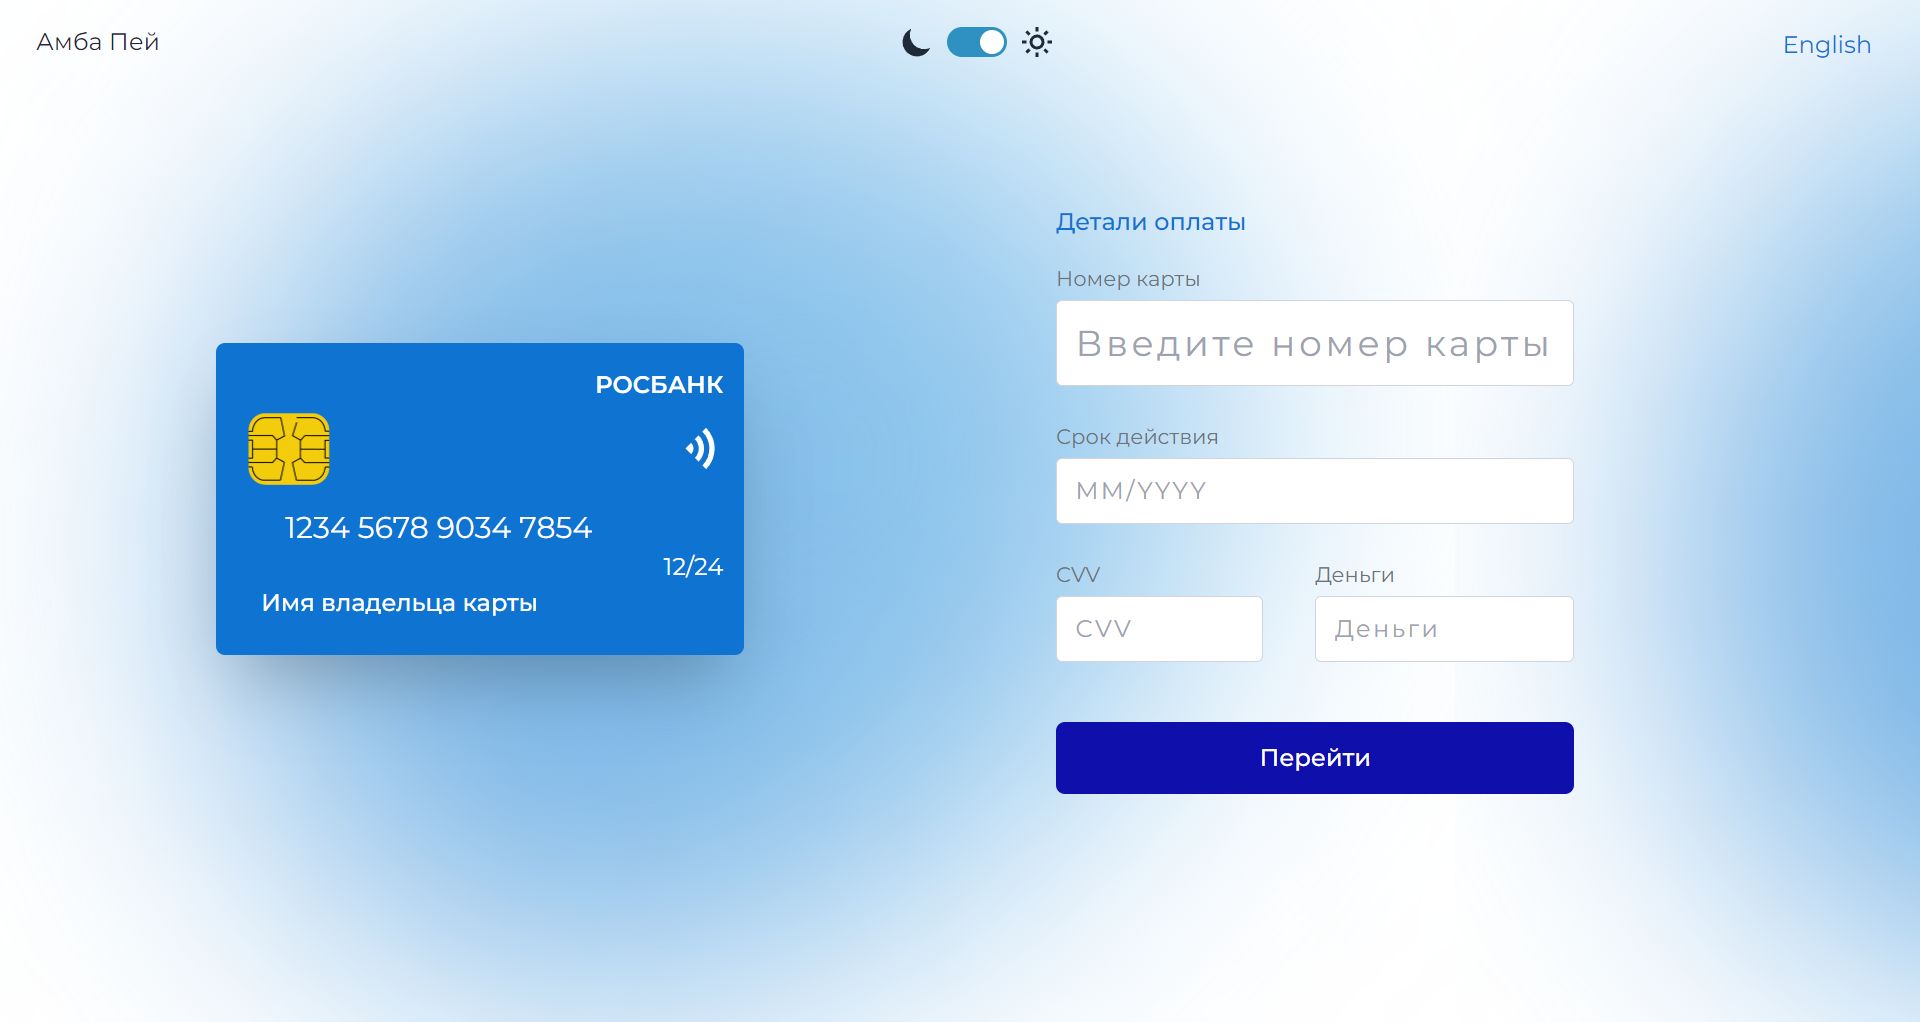 Амба Пей
English
РОСБАНК
1234 5678 9034 7854
12/24
Имя владельца карты
Детали оплаты
Номер карты
Введите номер карты
Срок действия
MM/YYYY
CVV
Деньги
CVV
Деньги
Перейти